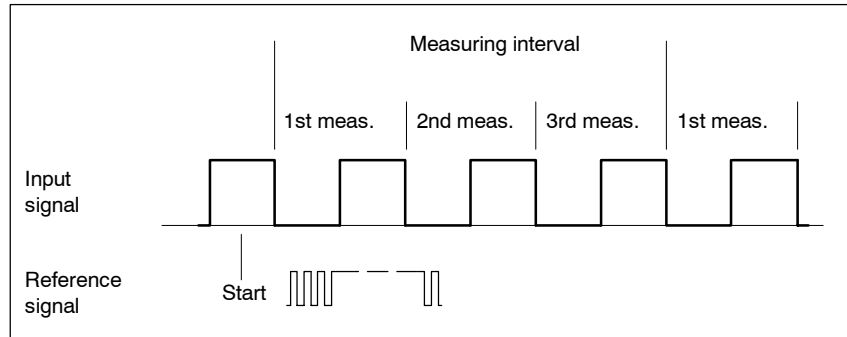 Measuring interval
1st meas. 2nd meas. 3rd meas. 1st meas.
Input
signal
Reference
signal
Start